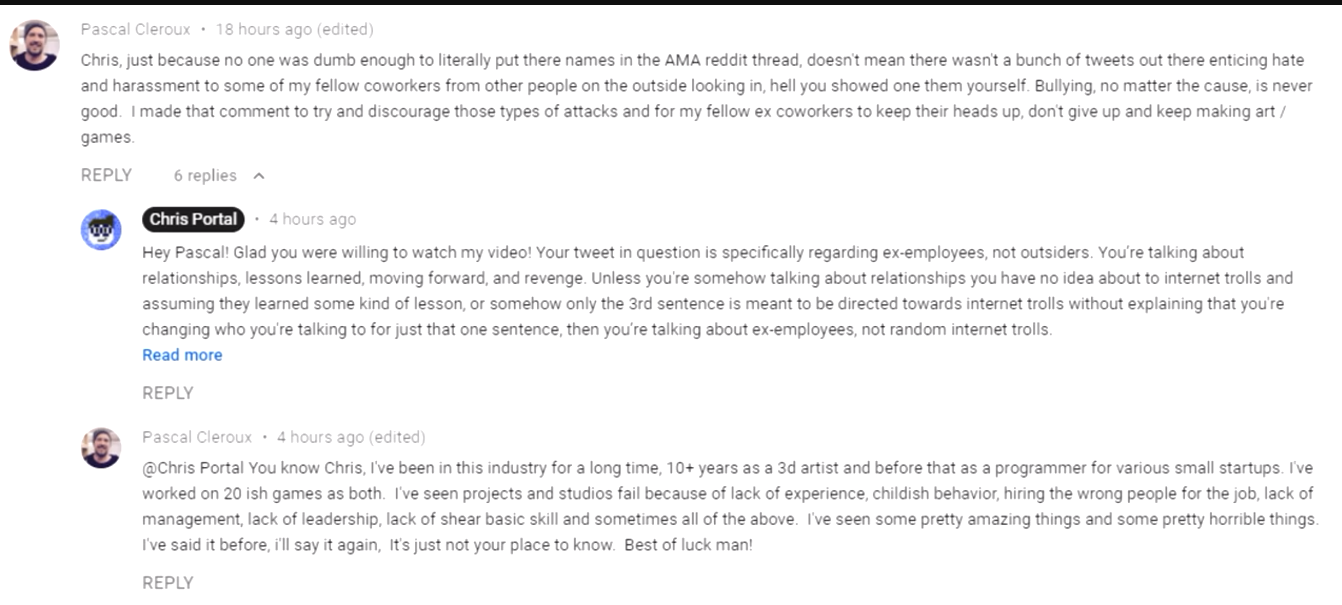 Pascal Cleroux • 18 hours ago (edited)
Chris, just because no one was dumb enough to literally put there names in the AMA reddit thread, doesn't mean there wasn't a bunch of tweets out there enticing hate
and harassment to some of my fellow coworkers from other people on the outside looking in, hell you showed one them yourself. Bullying, no matter the cause, is never
good.  I made that comment to try and discourage those types of attacks and for my fellow ex coworkers to keep their heads up, don't give up and keep making art /
games.
REPLY 6 replies
Chris Portal • 4 hours ago
Hey Pascal! Glad you were willing to watch my video! Your tweet in question is specifically regarding ex-employees, not outsiders. You're talking about
relationships, lessons learned, moving forward, and revenge. Unless you're somehow talking about relationships you have no idea about to internet trolls and
assuming they learned some kind of lesson, or somehow only the 3rd sentence is meant to be directed towards internet trolls without explaining that you're
changing who you're talking to for just that one sentence, then you're talking about ex-employees, not random internet trolls.
Read more
REPLY
Pascal Cleroux • 4 hours ago (edited)
@Chris Portal You know Chris, I've been in this industry for a long time, 10+ years as a 3d artist and before that as a programmer for various small startups. I've
worked on 20 ish games as both.  I've seen projects and studios fail because of lack of experience, childish behavior, hiring the wrong people for the job, lack of
management, lack of leadership, lack of shear basic skill and sometimes all of the above.  I've seen some pretty amazing things and some pretty horrible things.
I've said it before, i'll say it again,  It's just not your place to know.  Best of luck man!
REPLY